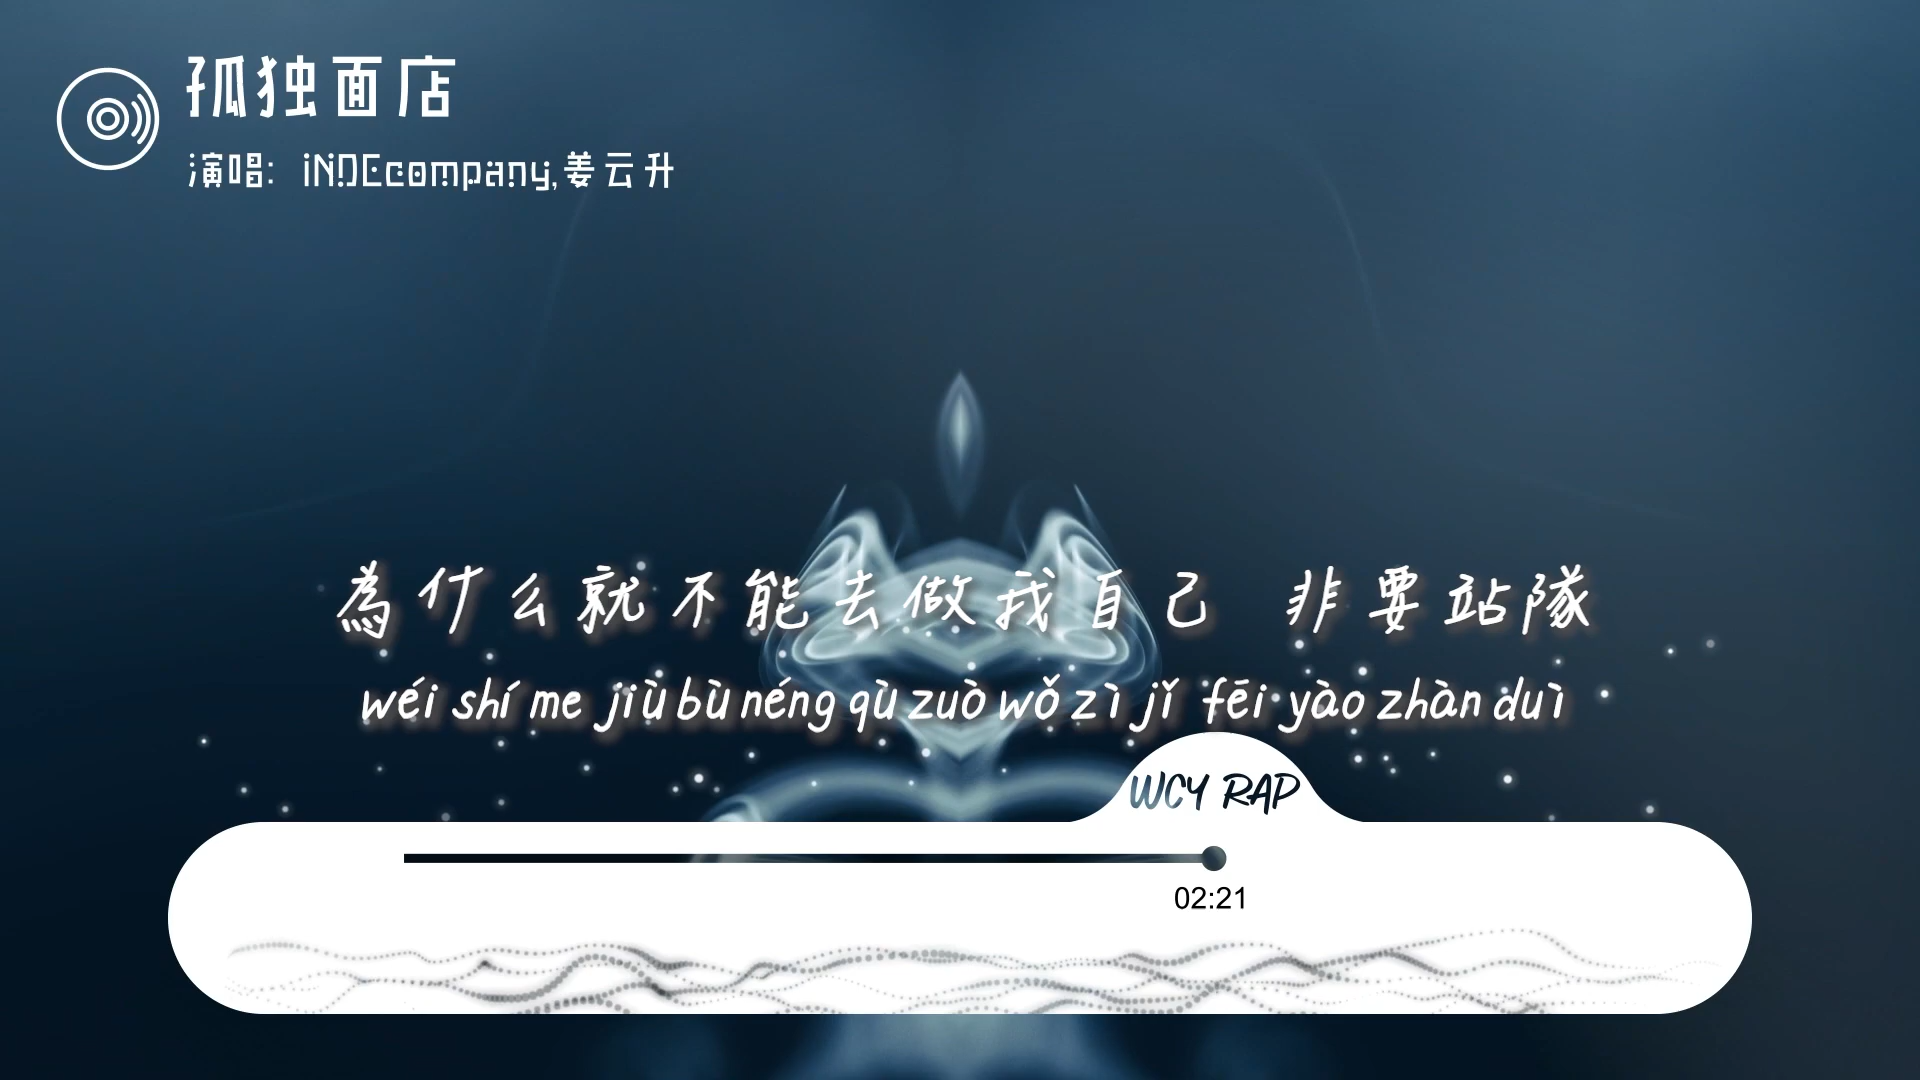 孤独面店
演唱: iNDEcompany,姜云升
為什么就不能去做我自己 非要站隊
wéi shí me jiù bù néng qù zuò wǒ zì jǐ fēi yào zhàn duì
WCY RAP
02:21